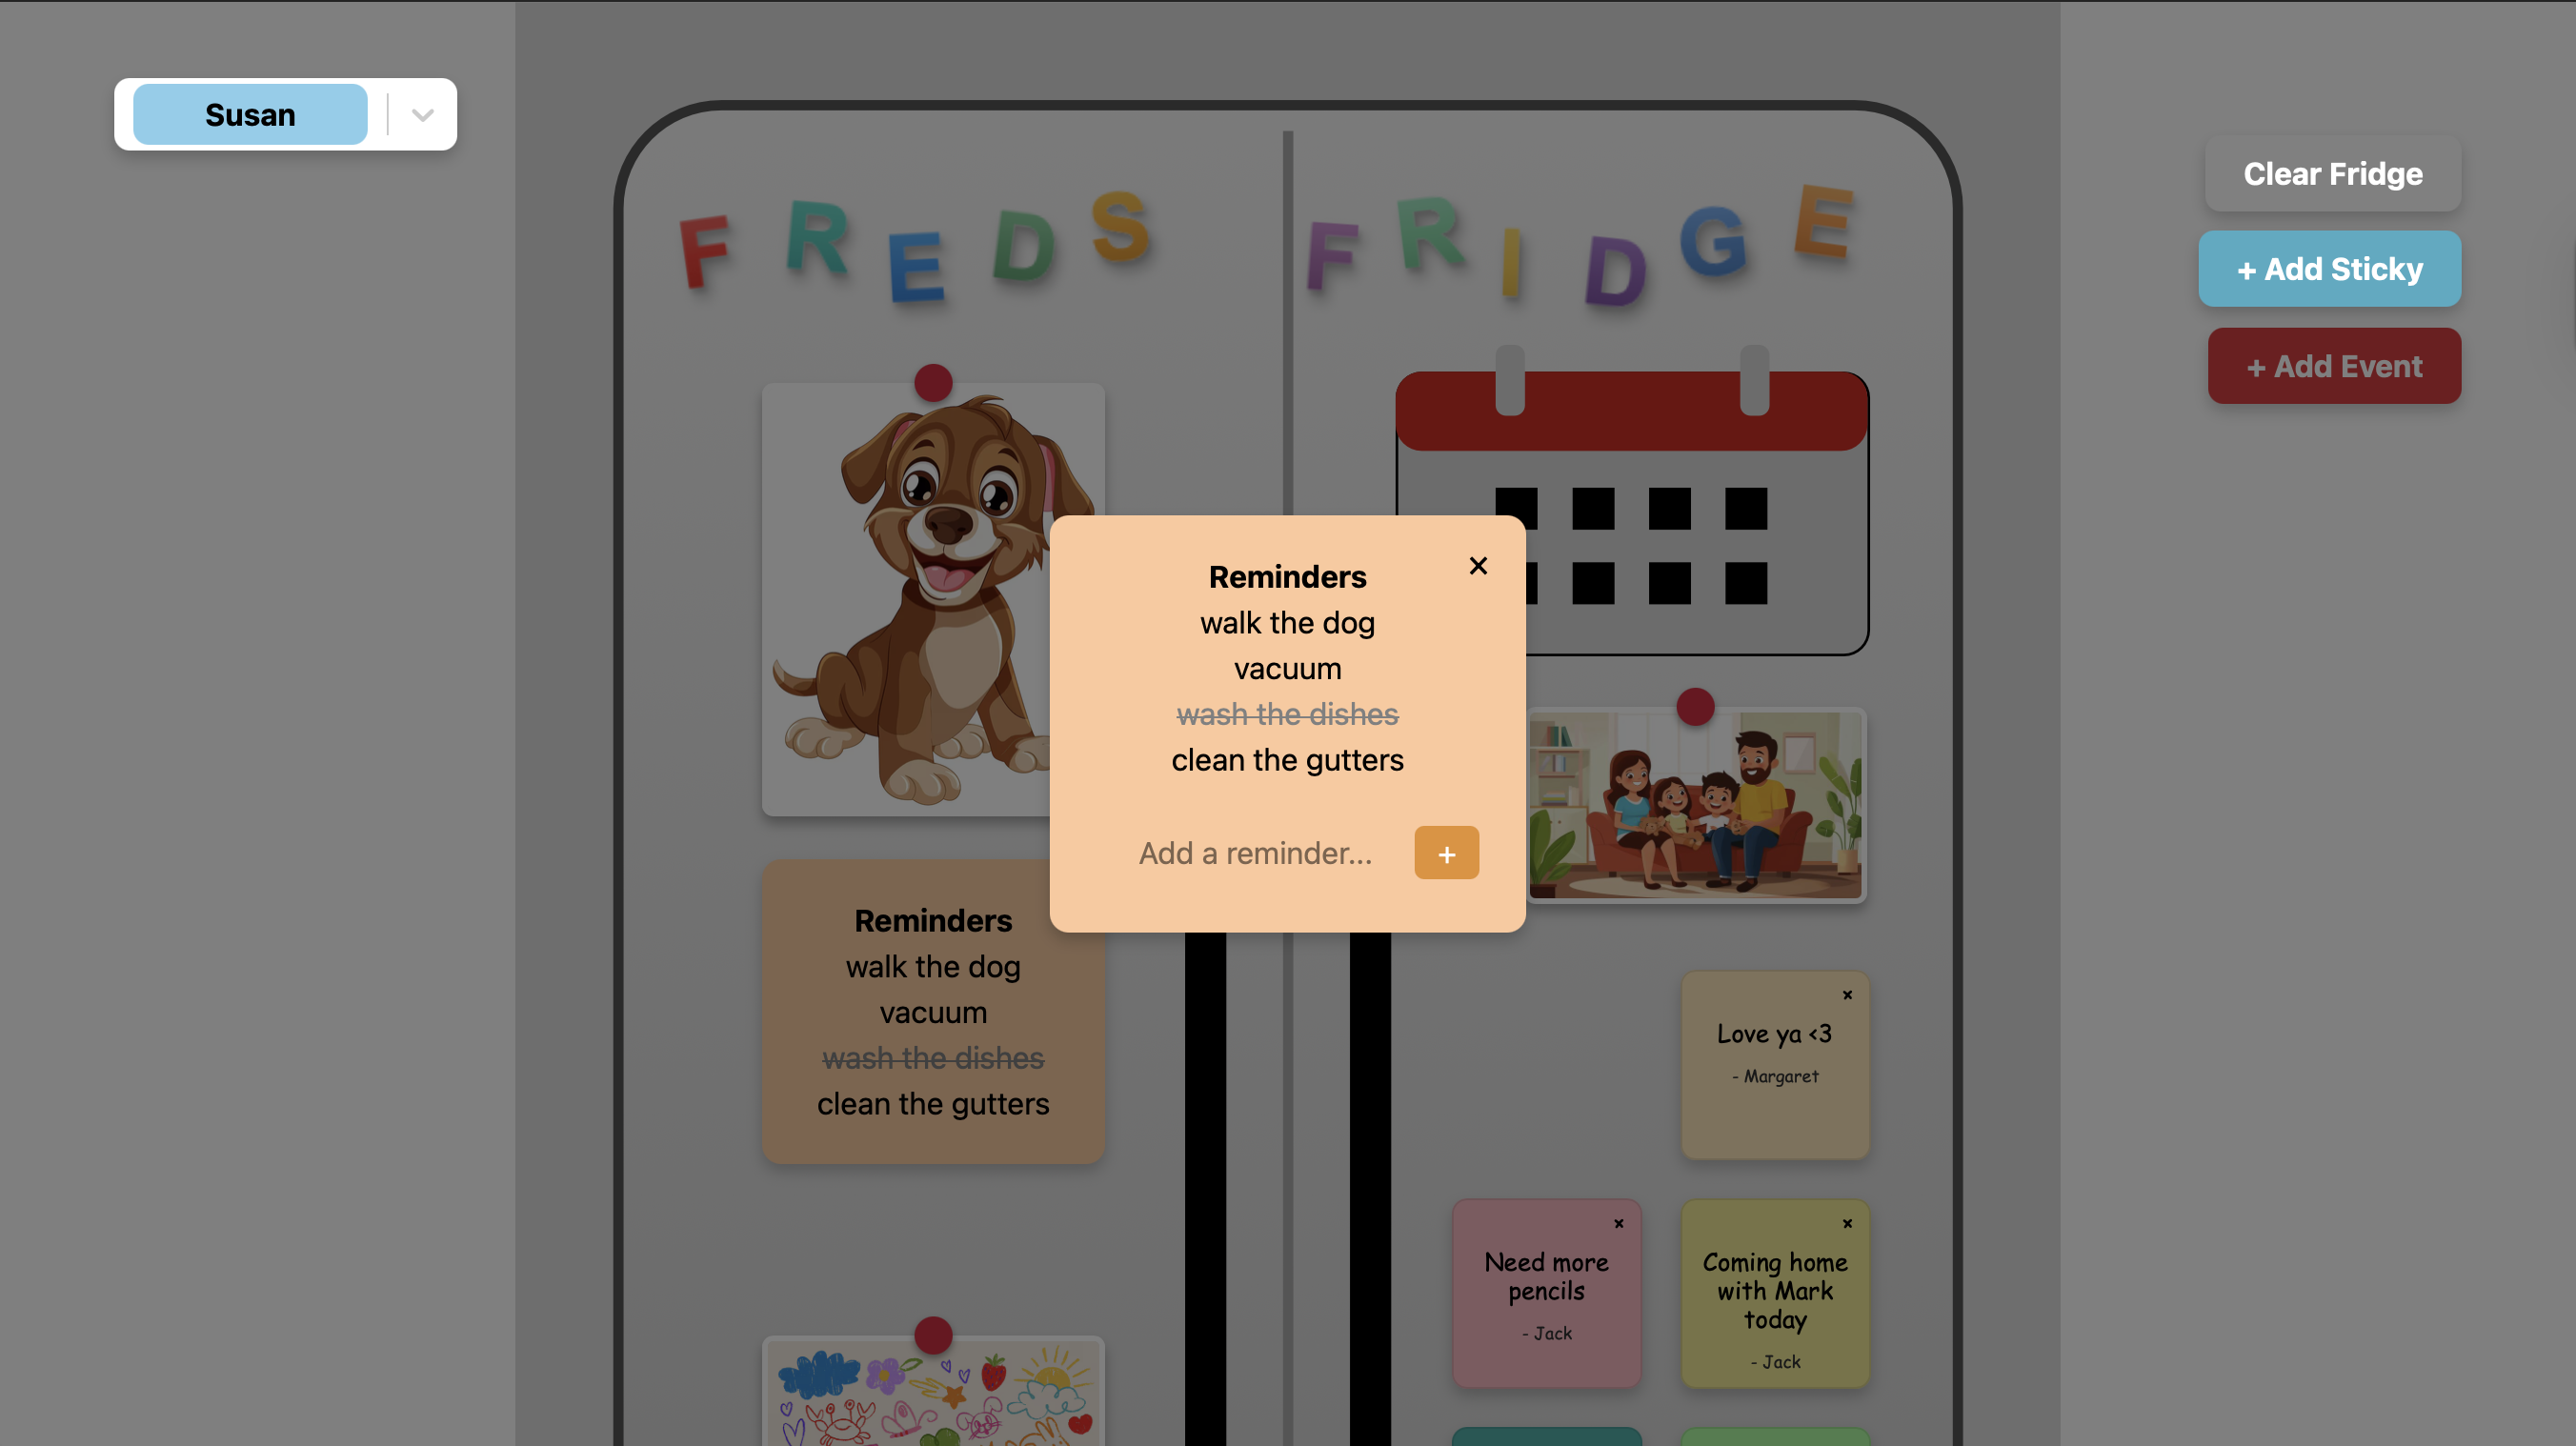 Susan
Clear Fridge
+ Add Sticky
+ Add Event
FREDS FRIDGE
Reminders
×
walk the dog
vacuum
wash the dishes
clean the gutters
Add a reminder...
+
Reminders
walk the dog
vacuum
wash the dishes
clean the gutters
×
Love ya <3
- Margaret
×
Need more
pencils
- Jack
×
Coming home
with Mark
today
- Jack